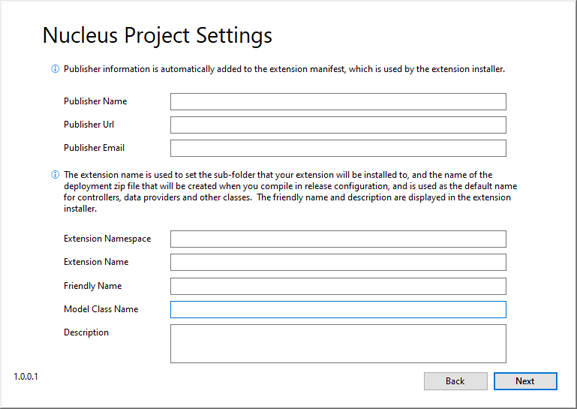 Nucleus Project Settings
Publisher information is automatically added to the extension manifest, which is used by the extension installer.
Publisher Name
Publisher Url
Publisher Email
The extension name is used to set the sub-folder that your extension will be installed to, and the name of the
deployment zip file that will be created when you compile in release configuration, and is used as the default name
for controllers, data providers and other classes. The friendly name and description are displayed in the extension
installer.
Extension Namespace
Extension Name
Friendly Name
Model Class Name
Description
1.0.0.1
Back
Next